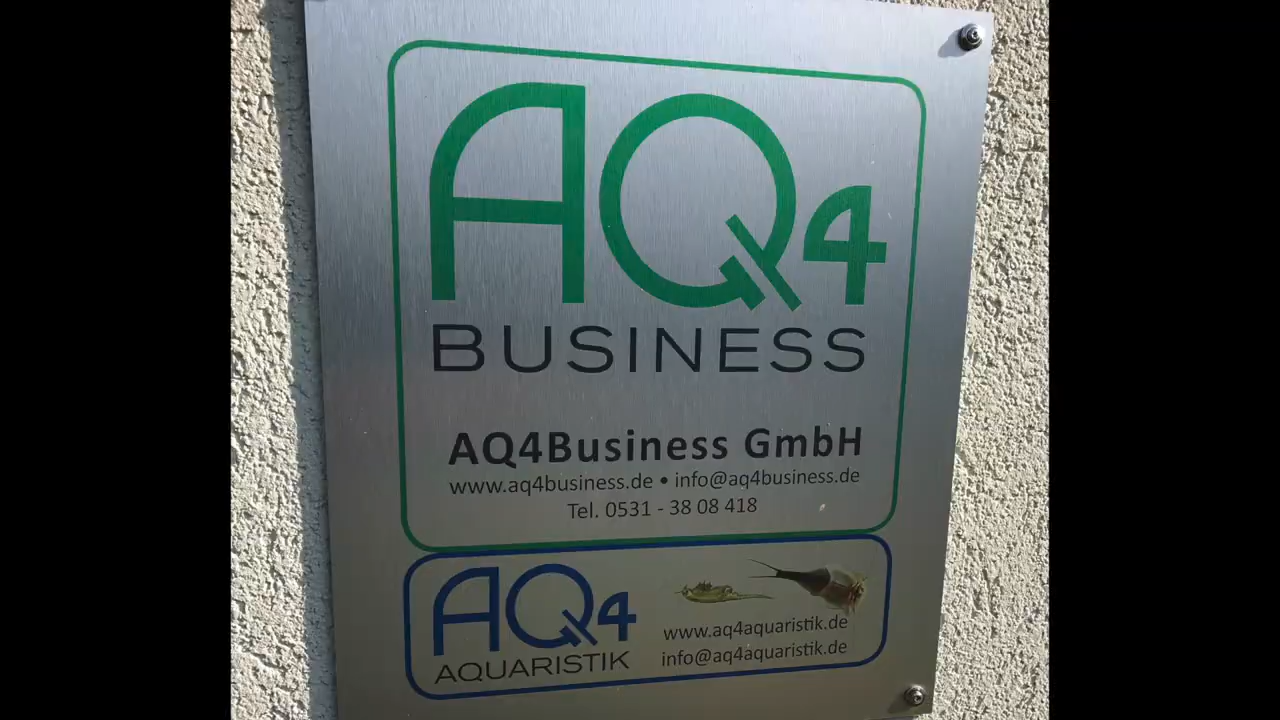 AQ4
BUSINESS
AQ4Business GmbH
www.aq4business.de • info@aq4business.de
Tel. 0531 - 38 08 418
AQ4
AQUARISTIK
www.aq4aquaristik.de
info@aq4aquaristik.de